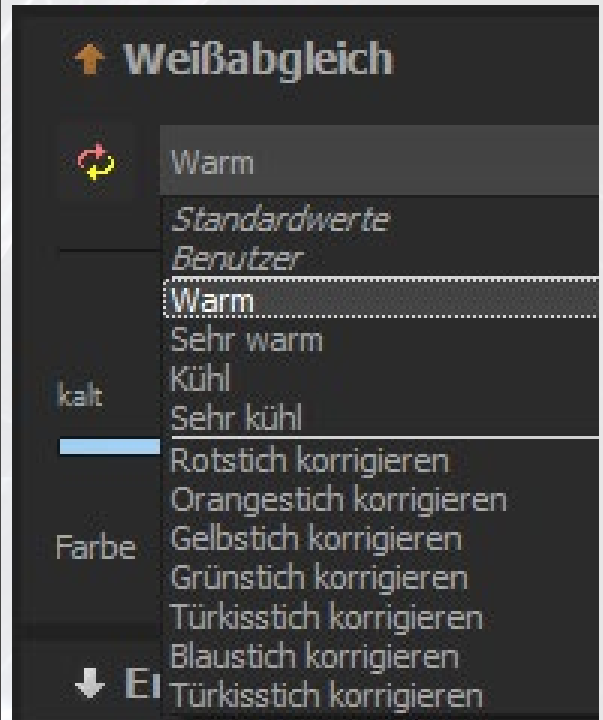 Weißabgleich
Warm
Standardwerte
Benutzer
Warm
Sehr warm
Kühl
kalt
Sehr kühl
Rotstich korrigieren
Orangestich korrigieren
Gelbstich korrigieren
Farbe
Grünstich korrigieren
Türkisstich korrigieren
Blaustich korrigieren
Türkisstich korrigieren